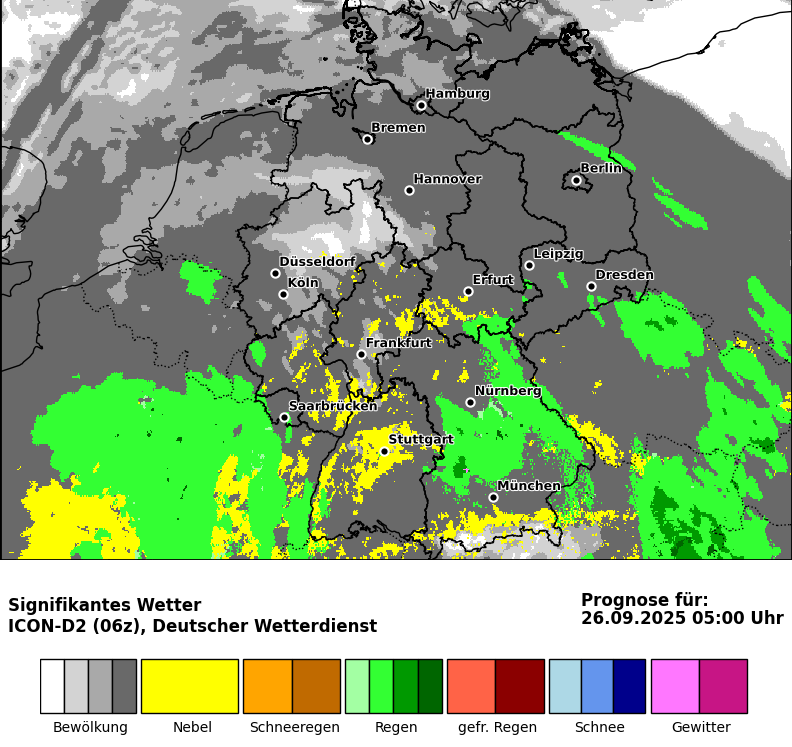 Hamburg
Bremen
Berlin
Hannover
Leipzig
Düsseldorf
Dresden
Erfurt
Köln
Frankfurt
Nürnberg
Saarbrücken
Stuttgart
München
Signifikantes Wetter
ICON-D2 (06z), Deutscher Wetterdienst
Prognose für:
26.09.2025 05:00 Uhr
Bewölkung
Nebel
Schneeregen
Regen
gefr. Regen
Schnee
Gewitter